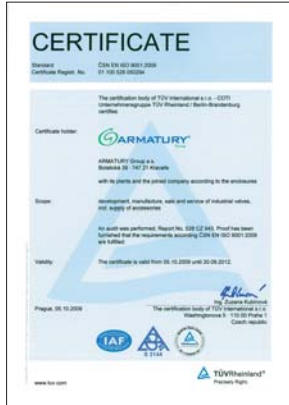 CERTIFICATE
Standard ČSN EN ISO 9001:2009
Certificate Registr. No. 01 100 528 050294
The certification body of TÜV International s.r.o. - COTI
Unternehmensgruppe TÜV Rheinland / Berlin-Brandenburg
certifies
Certificate holder:
ARMATURY
Group
ARMATURY Group a.s.
Bolatická 39 · 747 21 Kravaře
with its plants and the joined company according to the enclosures
Scope: development, manufacture, sale and service of industrial valves,
incl. supply of accessories
An audit was performed, Report No. 528 CZ 943. Proof has been
furnished that the requirements according ČSN EN ISO 9001:2009
are fulfilled.
Validity: The certificate is valid from 05.10.2009 until 20.09.2012.
Ing. Zuzana Kubínová
Prague, 05.10.2009 The certification body of TÜV International s.r.o.
Washingtonova 5 · 110 00 Praha 1
Czech republic
IAF
S 3144
TÜVRheinland
www.tuv.com Precisely Right.